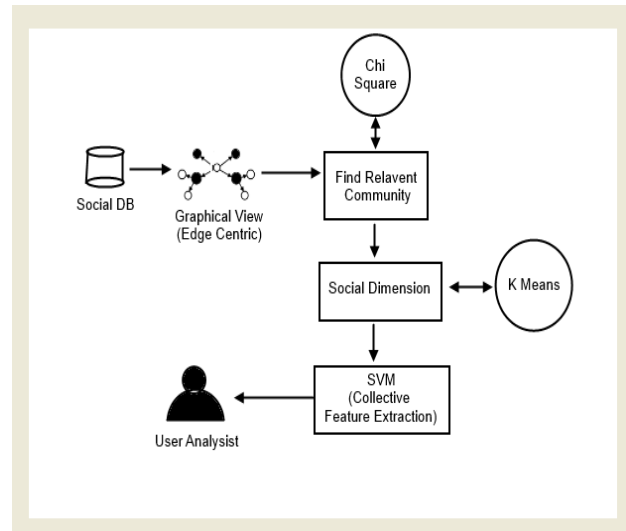 Chi
Square
Social DB
Graphical View
(Edge Centric)
Find Relavent
Community
Social Dimension
K Means
SVM
(Collective
Feature Extraction)
User Analysist